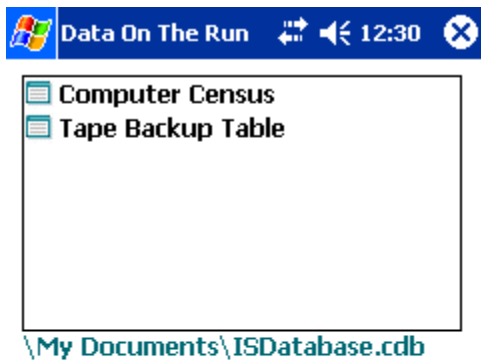 Data On The Run 12:30
Computer Census
Tape Backup Table
\My Documents\ISDatabase.cdb